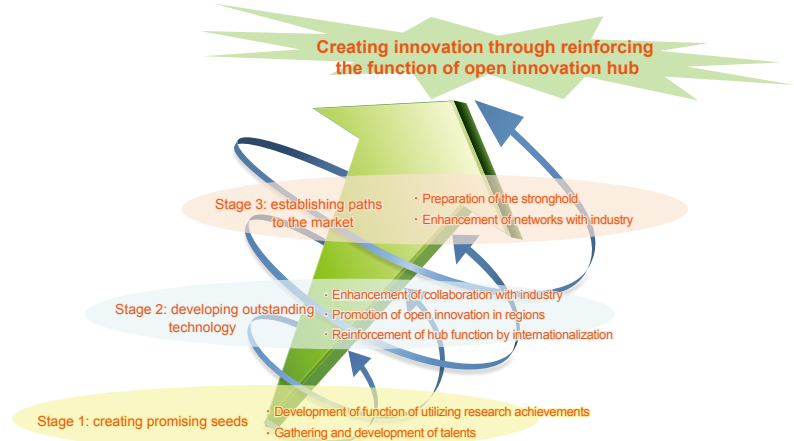 Creating innovation through reinforcing
the function of open innovation hub
Stage 3: establishing paths
to the market
・Preparation of the stronghold
・Enhancement of networks with industry
Stage 2: developing outstanding
technology
・Enhancement of collaboration with industry
・Promotion of open innovation in regions
・Reinforcement of hub function by internationalization
Stage 1: creating promising seeds
・Development of function of utilizing research achievements
・Gathering and development of talents